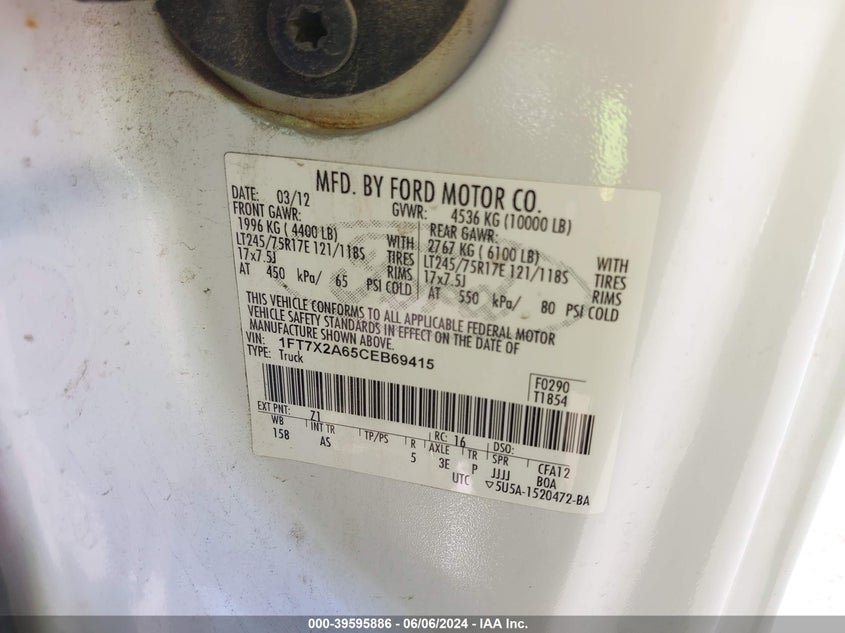 MFD. BY FORD MOTOR CO.
DATE: 03/12 GVWR: 4536 KG (10000 LB)
FRONT GAWR: REAR GAWR:
1996 KG ( 4400 LB) WITH 2767 KG ( 6100 LB) WITH
LT245/75R17E 121/118S TIRES LT245/75R17E 121/118S TIRES
17x7.5J RIMS 17x7.5J RIMS
AT 450 kPa/ 65 PSI COLD AT 550 kPa/ 80 PSI COLD
THIS VEHICLE CONFORMS TO ALL APPLICABLE FEDERAL MOTOR
VEHICLE SAFETY STANDARDS IN EFFECT ON THE DATE OF
MANUFACTURE SHOWN ABOVE.
VIN: 1FT7X2A65CEB69415
TYPE: Truck
F0290
T1854
EXT PNT: Z1 RC: 16 DSO:
WB INT TR TP/PS R AXLE TR SPR CFA12
158 AS 5 3E P JJJJ BOA
UTC ▽5U5A-1520472-BA
000-39595886 - 06/06/2024 - IAA Inc.